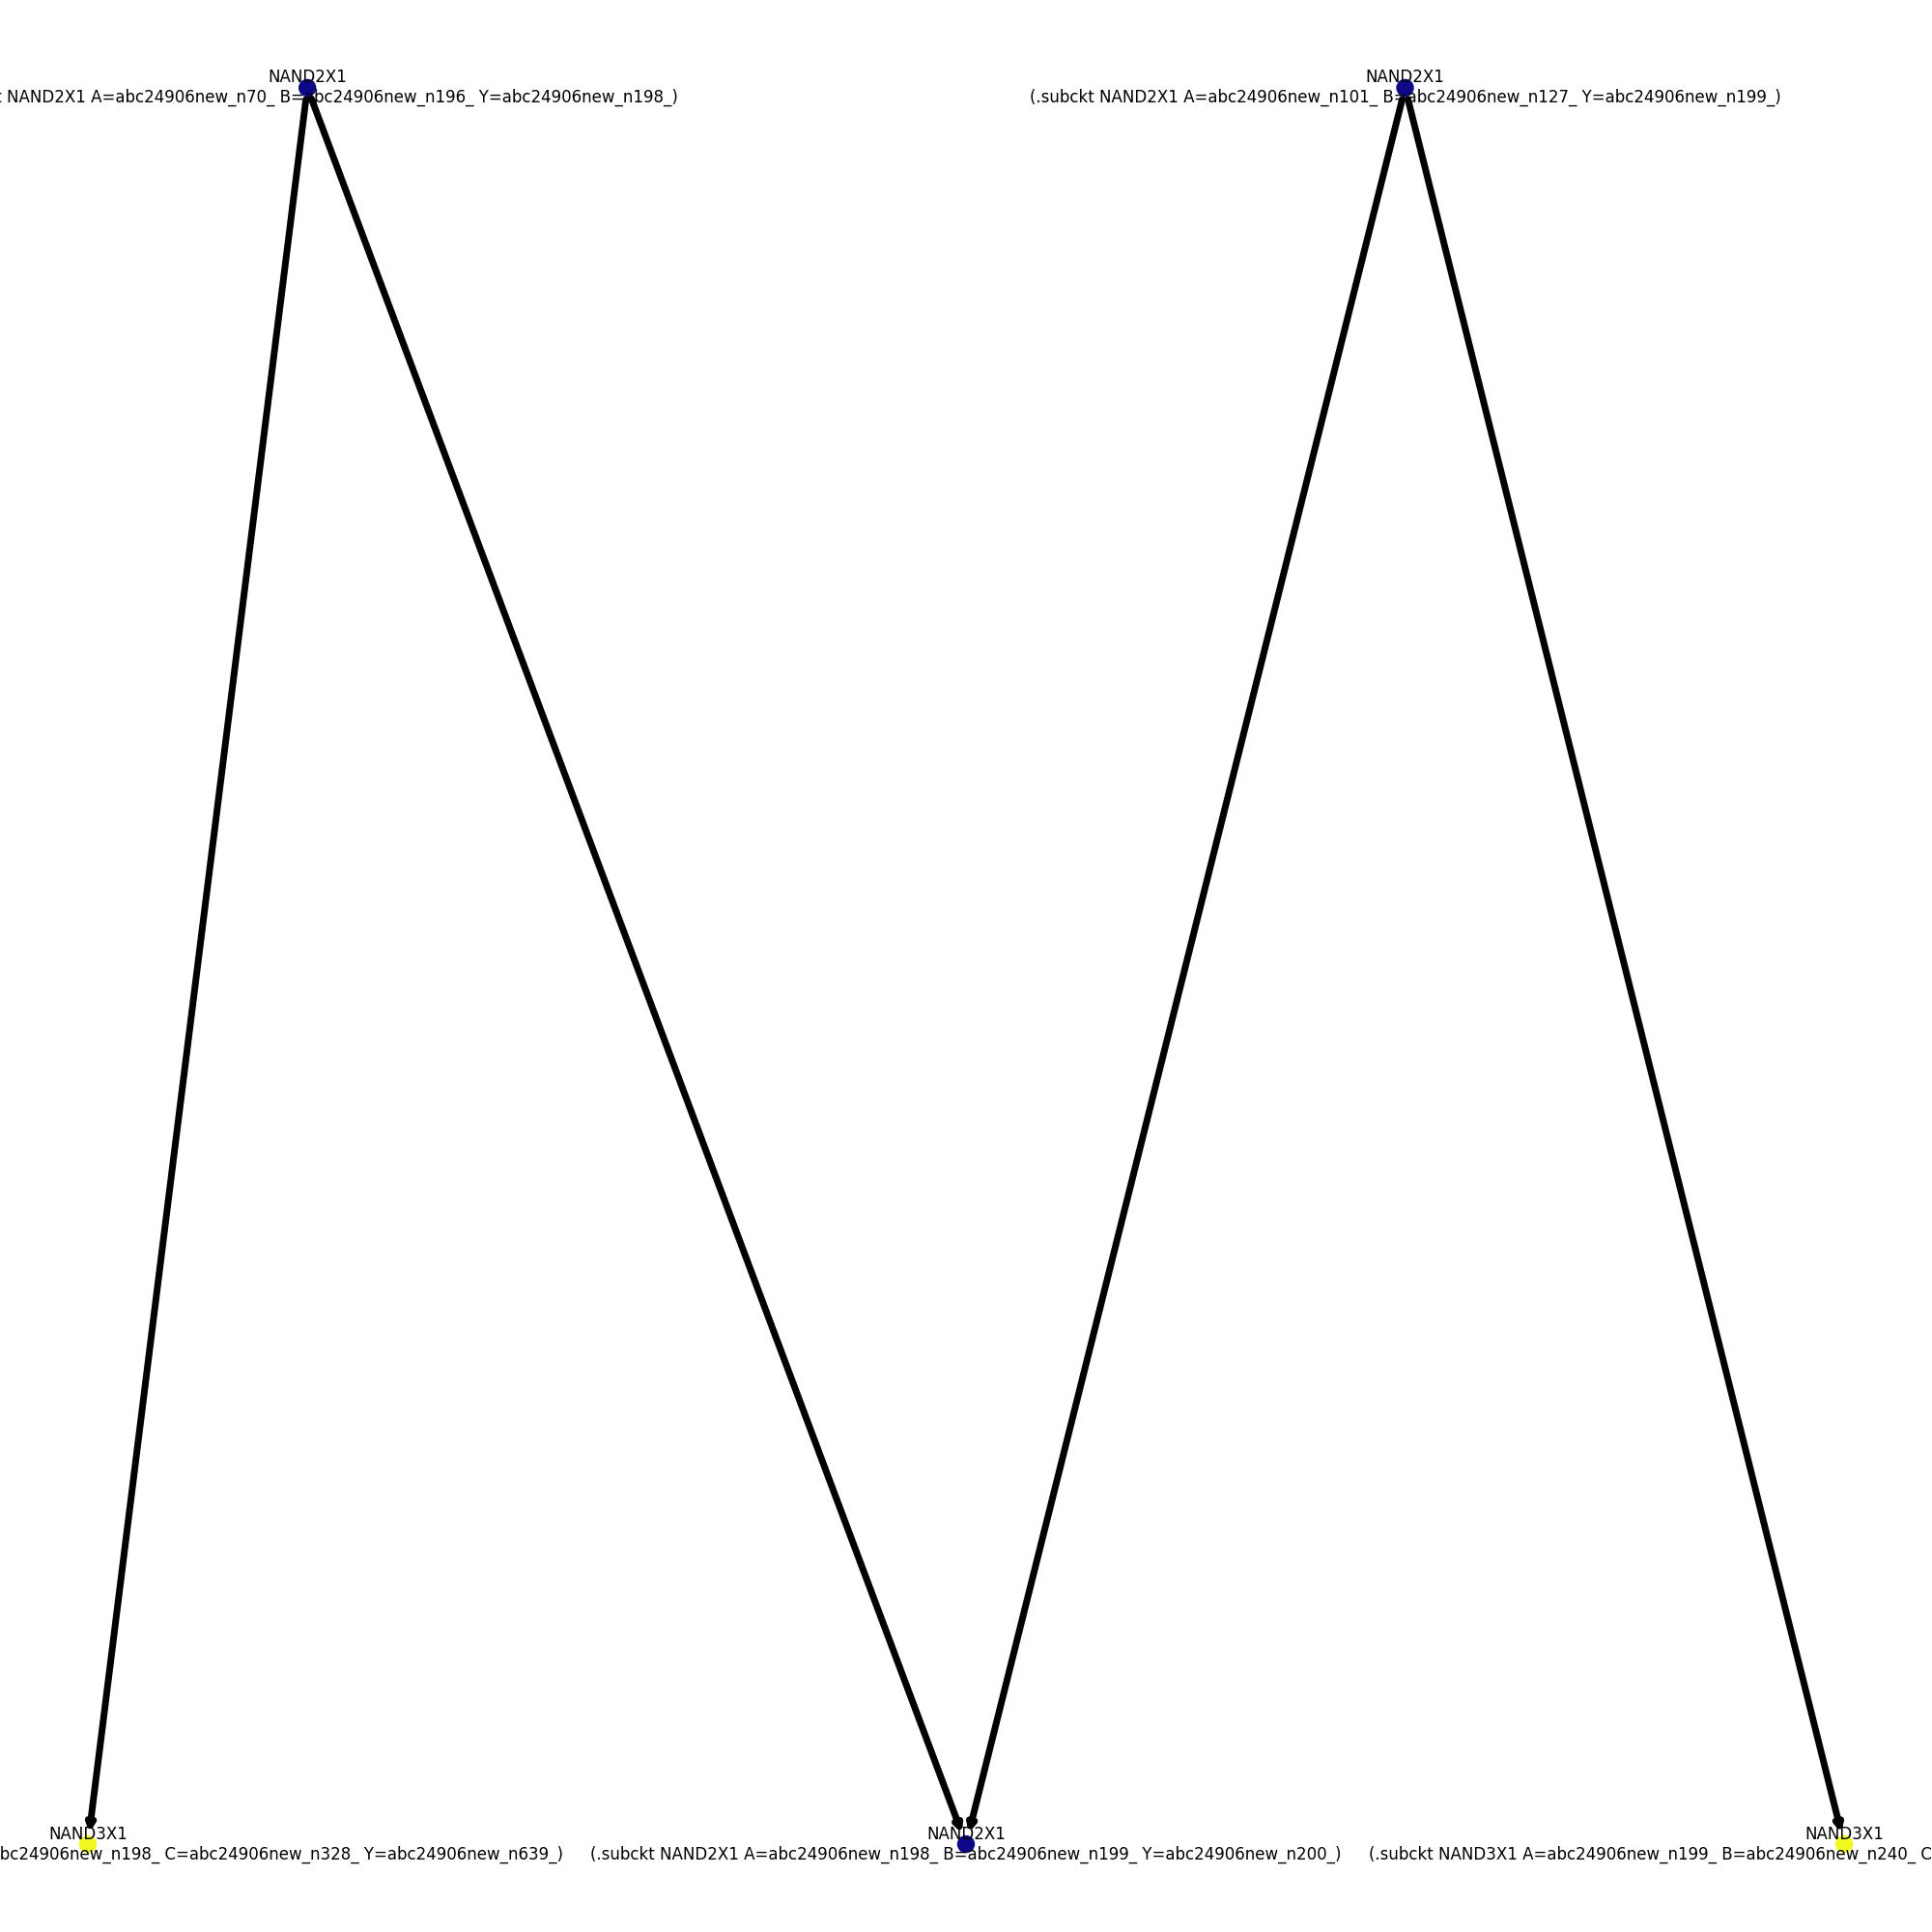 NAND2X1
NAND2X1 A=abc24906new_n70_ B=abc24906new_n196_ Y=abc24906new_n198_)
NAND2X1
(.subckt NAND2X1 A=abc24906new_n101_ B=abc24906new_n127_ Y=abc24906new_n199_)
NAND3X1
bc24906new_n198_ C=abc24906new_n328_ Y=abc24906new_n639_)
NAND2X1
(.subckt NAND2X1 A=abc24906new_n198_ B=abc24906new_n199_ Y=abc24906new_n200_)
NAND3X1
(.subckt NAND3X1 A=abc24906new_n199_ B=abc24906new_n240_ C